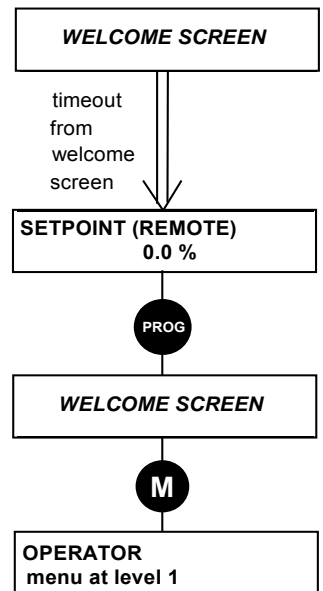 WELCOME SCREEN
timeout
from
welcome
screen
SETPOINT (REMOTE)
0.0 %
PROG
WELCOME SCREEN
M
OPERATOR
menu at level 1